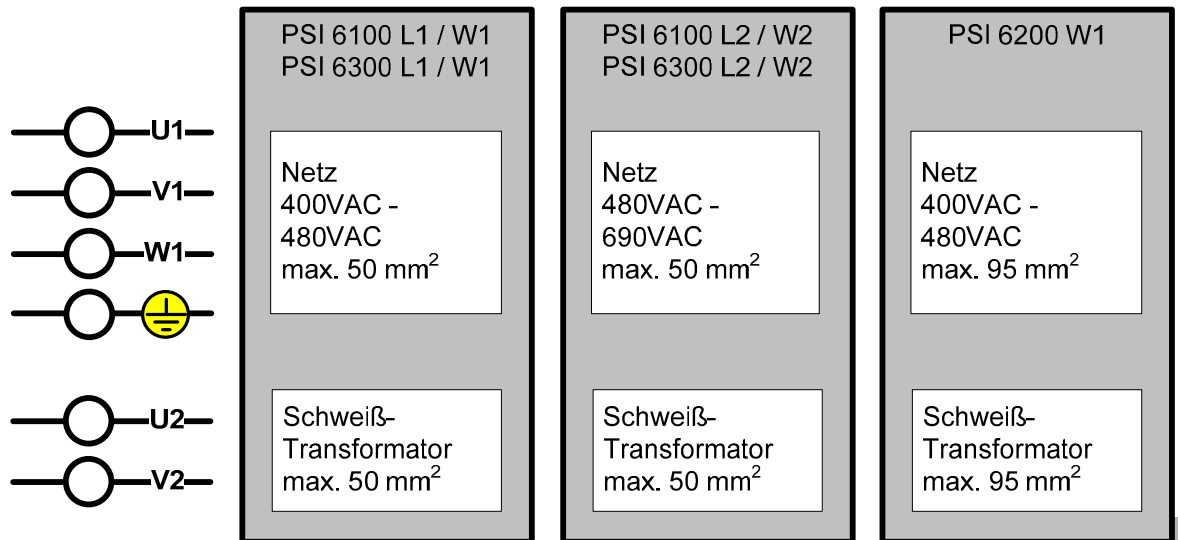 PSI 6100 L1 / W1
PSI 6300 L1 / W1
PSI 6100 L2 / W2
PSI 6300 L2 / W2
PSI 6200 W1
U1
V1
W1
Netz
400VAC -
480VAC
max. 50 mm²
Netz
480VAC -
690VAC
max. 50 mm²
Netz
400VAC -
480VAC
max. 95 mm²
U2
V2
Schweiß-
Transformator
max. 50 mm²
Schweiß-
Transformator
max. 50 mm²
Schweiß-
Transformator
max. 95 mm²